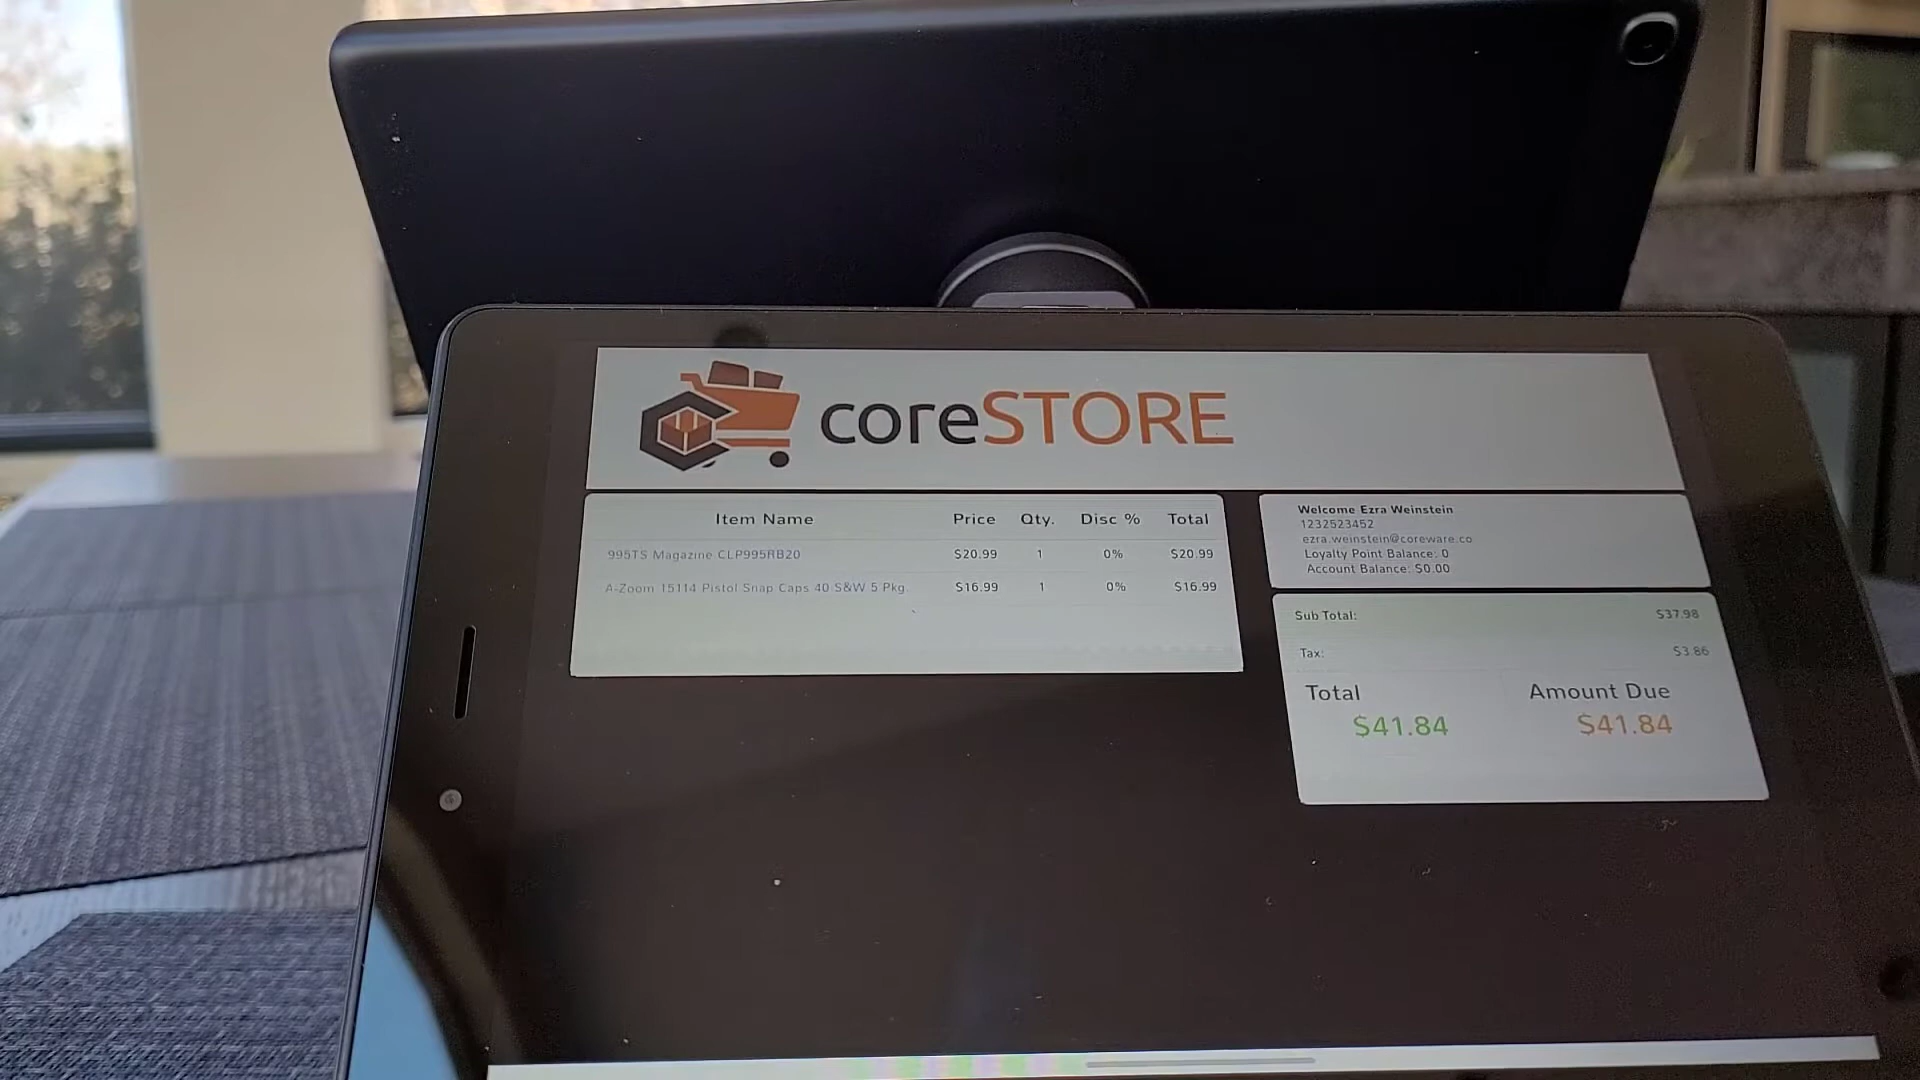 coreSTORE
Item Name Price Qty. Disc % Total
995TS Magazine CLP995RB20 $20.99 1 0% $20.99
A-Zoom 15114 Pistol Snap Caps 40 S&W 5 Pkg. $16.99 1 0% $16.99
Welcome Ezra Weinstein
1232523452
ezra.weinstein@coreware.co
Loyalty Point Balance: 0
Account Balance: $0.00
Sub Total: $37.98
Tax: $3.86
Total Amount Due
$41.84 $41.84